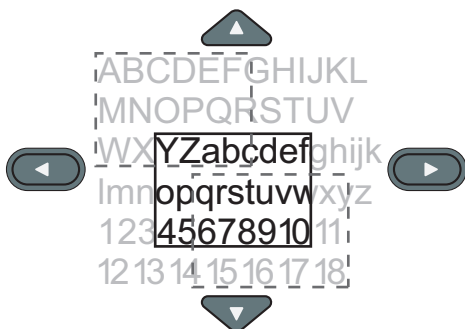 ABCDEFGHIJKL
MNOPQRSTUV
WXYZabcdefghijk
lmnopqrstuvwxyz
1234567891011
12131415161718